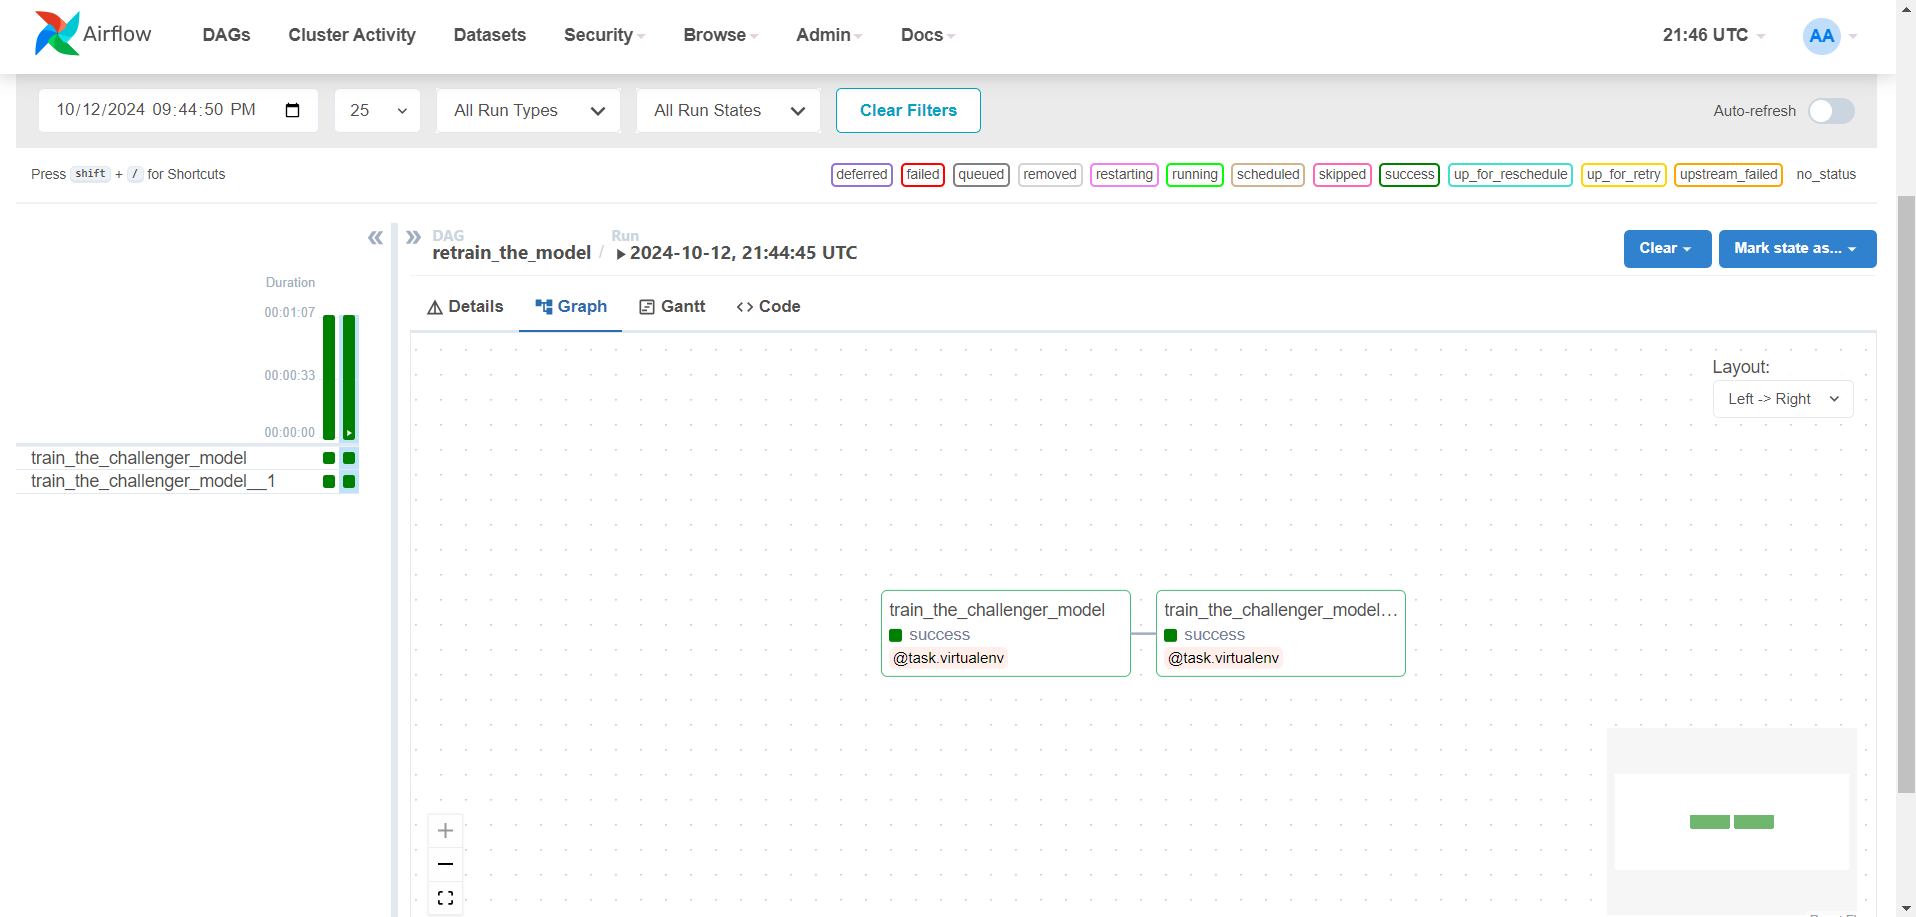 Airflow DAGs Cluster Activity Datasets Security Browse Admin Docs 21:46 UTC AA
10/12/2024 09:44:50 PM 25 All Run Types All Run States Clear Filters Auto-refresh
Press shift + / for Shortcuts deferred failed queued removed restarting running scheduled skipped success up_for_reschedule up_for_retry upstream_failed no_status
DAG Run
retrain_the_model / 2024-10-12, 21:44:45 UTC Clear Mark state as...
Details Graph Gantt Code
Duration
00:01:07
00:00:33
00:00:00
train_the_challenger_model
train_the_challenger_model__1
Layout:
Left -> Right
train_the_challenger_model
success
@task.virtualenv
train_the_challenger_model...
success
@task.virtualenv